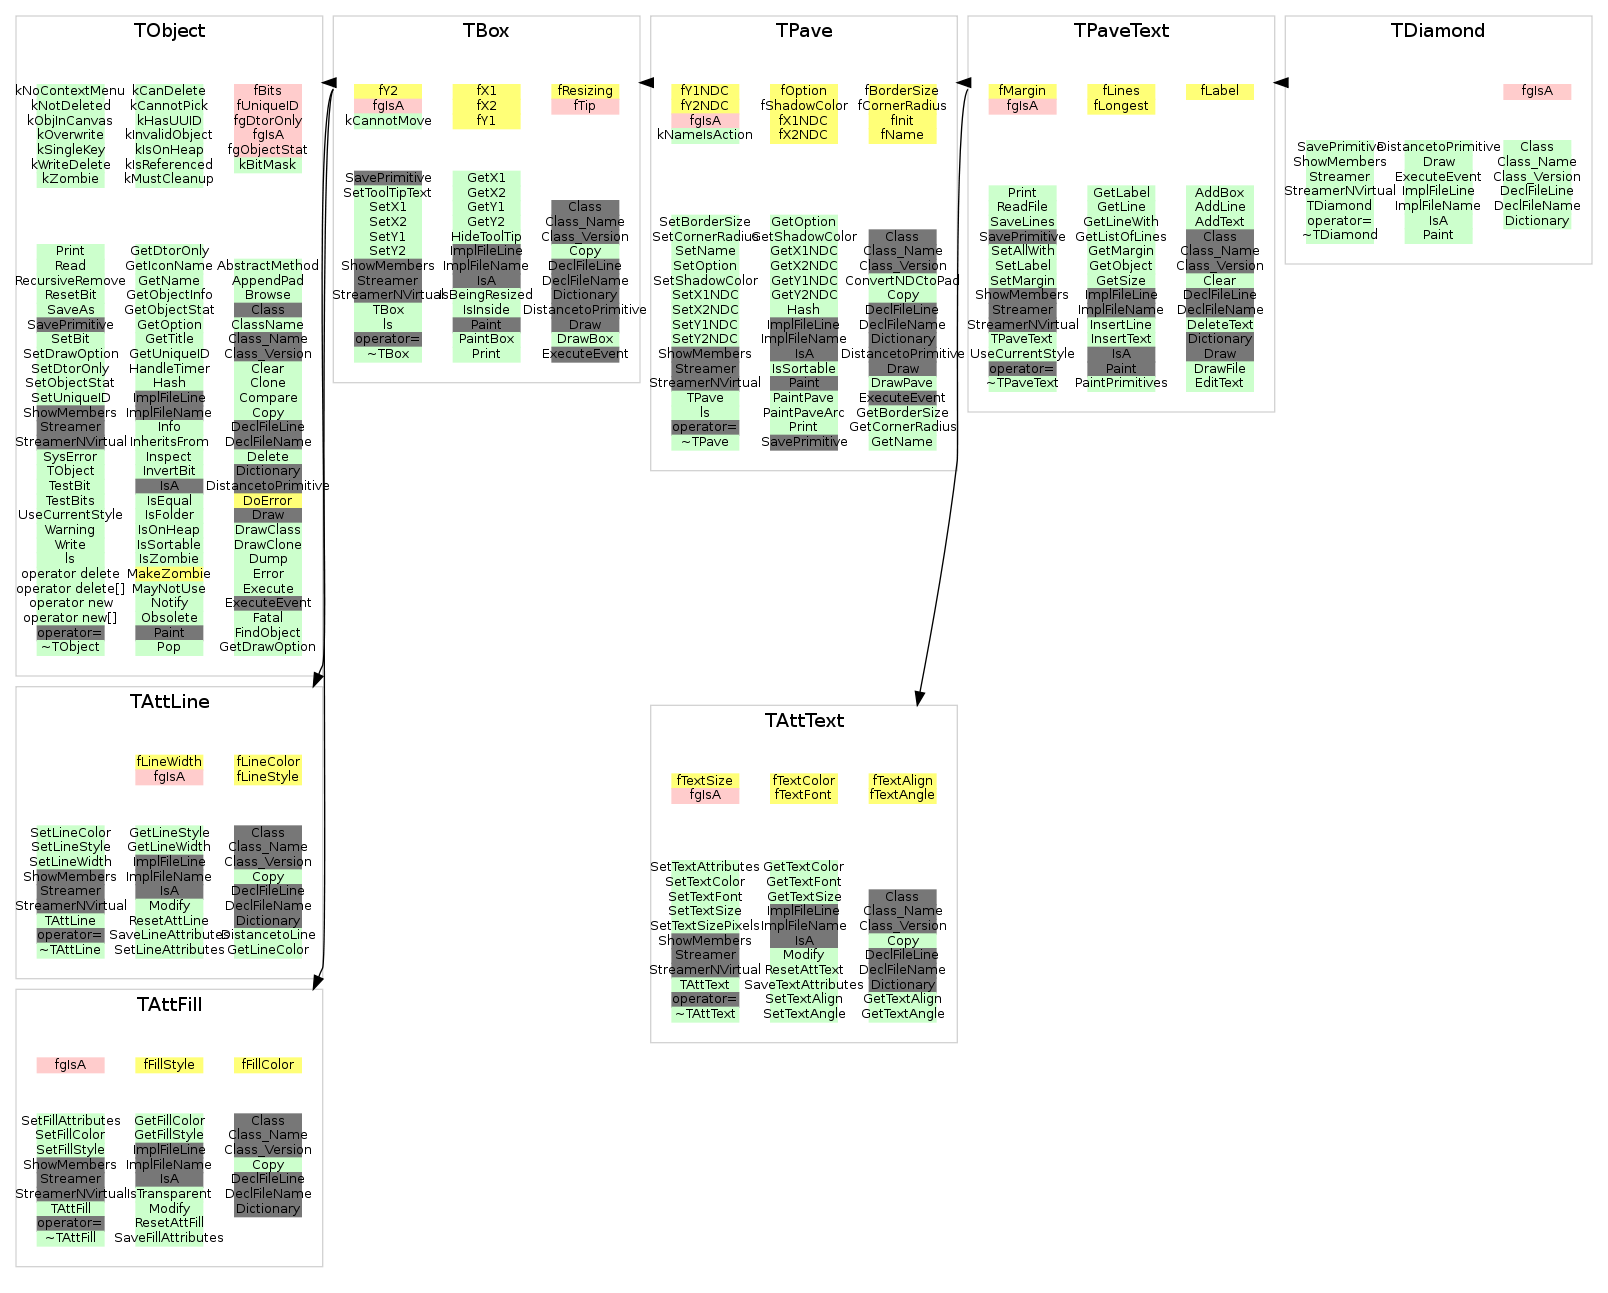 TObject
kNoContextMenu
kNotDeleted
kObjInCanvas
kOverwrite
kSingleKey
kWriteDelete
kZombie
kCanDelete
kCannotPick
kHasUUID
kInvalidObject
kIsOnHeap
kIsReferenced
kMustCleanup
fBits
fUniqueID
fgDtorOnly
fgIsA
fgObjectStat
kBitMask
Print
Read
RecursiveRemove
ResetBit
SaveAs
SavePrimitive
SetBit
SetDrawOption
SetDtorOnly
SetObjectStat
SetUniqueID
ShowMembers
Streamer
StreamerNVirtual
SysError
TObject
TestBit
TestBits
UseCurrentStyle
Warning
Write
ls
operator delete
operator delete[]
operator new
operator new[]
operator=
~TObject
GetDtorOnly
GetIconName
GetName
GetObjectInfo
GetObjectStat
GetOption
GetTitle
GetUniqueID
HandleTimer
Hash
ImplFileLine
ImplFileName
Info
InheritsFrom
Inspect
InvertBit
IsA
IsEqual
IsFolder
IsOnHeap
IsSortable
IsZombie
MakeZombie
MayNotUse
Notify
Obsolete
Paint
Pop
AbstractMethod
AppendPad
Browse
Class
ClassName
Class_Name
Class_Version
Clear
Clone
Compare
Copy
DeclFileLine
DeclFileName
Delete
Dictionary
DistancetoPrimitive
DoError
Draw
DrawClass
DrawClone
Dump
Error
Execute
ExecuteEvent
Fatal
FindObject
GetDrawOption
TBox
fY2
fgIsA
kCannotMove
fX1
fX2
fY1
fResizing
fTip
SavePrimitive
SetToolTipText
SetX1
SetX2
SetY1
SetY2
ShowMembers
Streamer
StreamerNVirtual
TBox
ls
operator=
~TBox
GetX1
GetX2
GetY1
GetY2
HideToolTip
ImplFileLine
ImplFileName
IsA
IsBeingResized
IsInside
Paint
PaintBox
Print
Class
Class_Name
Class_Version
Copy
DeclFileLine
DeclFileName
Dictionary
DistancetoPrimitive
Draw
DrawBox
ExecuteEvent
TPave
fY1NDC
fY2NDC
fgIsA
kNameIsAction
fOption
fShadowColor
fX1NDC
fX2NDC
fBorderSize
fCornerRadius
fInit
fName
SetBorderSize
SetCornerRadius
SetName
SetOption
SetShadowColor
SetX1NDC
SetX2NDC
SetY1NDC
SetY2NDC
ShowMembers
Streamer
StreamerNVirtual
TPave
ls
operator=
~TPave
GetOption
GetShadowColor
GetX1NDC
GetX2NDC
GetY1NDC
GetY2NDC
Hash
ImplFileLine
ImplFileName
IsA
IsSortable
Paint
PaintPave
PaintPaveArc
Print
SavePrimitive
Class
Class_Name
Class_Version
ConvertNDCtoPad
Copy
DeclFileLine
DeclFileName
Dictionary
DistancetoPrimitive
Draw
DrawPave
ExecuteEvent
GetBorderSize
GetCornerRadius
GetName
TPaveText
fMargin
fgIsA
fLines
fLongest
fLabel
Print
ReadFile
SaveLines
SavePrimitive
SetAllWith
SetLabel
SetMargin
ShowMembers
Streamer
StreamerNVirtual
TPaveText
UseCurrentStyle
operator=
~TPaveText
GetLabel
GetLine
GetLineWith
GetListOfLines
GetMargin
GetObject
GetSize
ImplFileLine
ImplFileName
InsertLine
InsertText
IsA
Paint
PaintPrimitives
AddBox
AddLine
AddText
Class
Class_Name
Class_Version
Clear
DeclFileLine
DeclFileName
DeleteText
Dictionary
Draw
DrawFile
EditText
TDiamond
fgIsA
SavePrimitive
ShowMembers
Streamer
StreamerNVirtual
TDiamond
operator=
~TDiamond
DistancetoPrimitive
Draw
ExecuteEvent
ImplFileLine
ImplFileName
IsA
Paint
Class
Class_Name
Class_Version
DeclFileLine
DeclFileName
Dictionary
TAttLine
fLineWidth
fgIsA
fLineColor
fLineStyle
SetLineColor
SetLineStyle
SetLineWidth
ShowMembers
Streamer
StreamerNVirtual
TAttLine
operator=
~TAttLine
GetLineStyle
GetLineWidth
ImplFileLine
ImplFileName
IsA
Modify
ResetAttLine
SaveLineAttributes
SetLineAttributes
Class
Class_Name
Class_Version
Copy
DeclFileLine
DeclFileName
Dictionary
DistancetoLine
GetLineColor
TAttText
fTextSize
fgIsA
fTextColor
fTextFont
fTextAlign
fTextAngle
SetTextAttributes
SetTextColor
SetTextFont
SetTextSize
SetTextSizePixels
ShowMembers
Streamer
StreamerNVirtual
TAttText
operator=
~TAttText
GetTextColor
GetTextFont
GetTextSize
ImplFileLine
ImplFileName
IsA
Modify
ResetAttText
SaveTextAttributes
SetTextAlign
SetTextAngle
Class
Class_Name
Class_Version
Copy
DeclFileLine
DeclFileName
Dictionary
GetTextAlign
GetTextAngle
TAttFill
fgIsA
fFillStyle
fFillColor
SetFillAttributes
SetFillColor
SetFillStyle
ShowMembers
Streamer
StreamerNVirtual
TAttFill
operator=
~TAttFill
GetFillColor
GetFillStyle
ImplFileLine
ImplFileName
IsA
IsTransparent
Modify
ResetAttFill
SaveFillAttributes
Class
Class_Name
Class_Version
Copy
DeclFileLine
DeclFileName
Dictionary